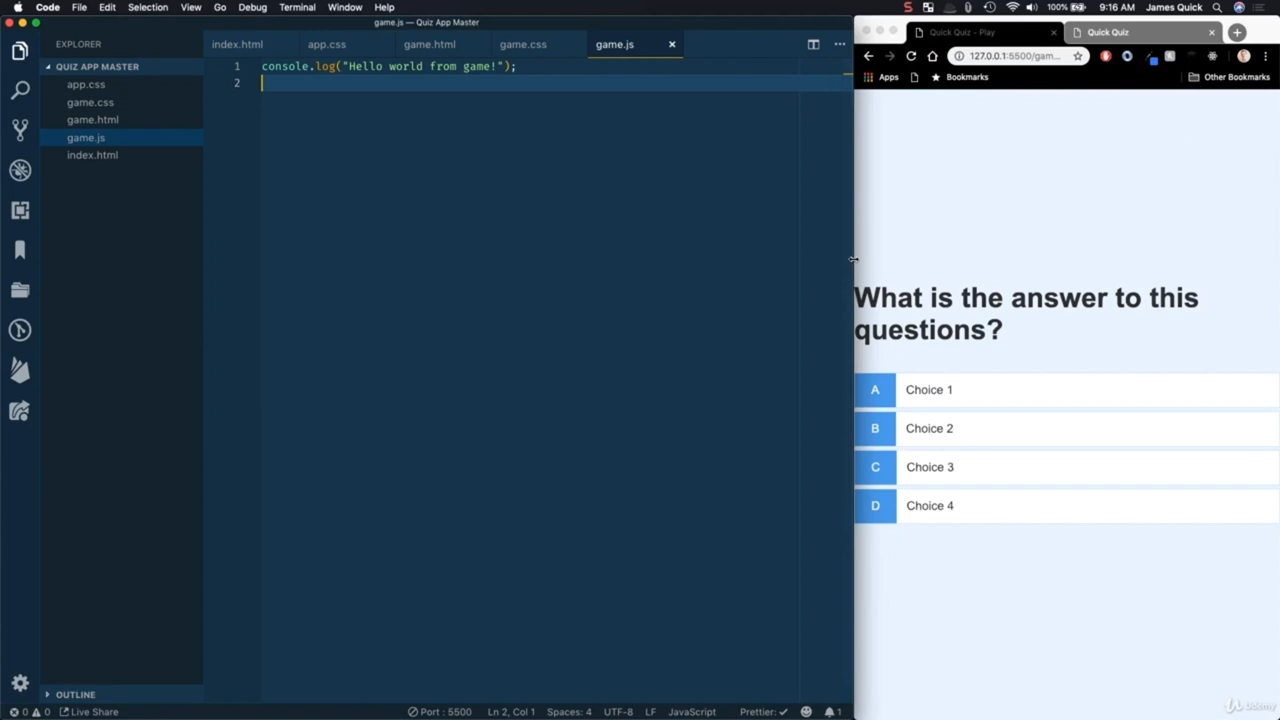 Code File Edit Selection View Go Debug Terminal Window Help
100% 9:16 AM James Quick
game.js — Quiz App Master
EXPLORER
QUIZ APP MASTER
app.css
game.css
game.html
game.js
index.html
OUTLINE
index.html app.css game.html game.css game.js
1 console.log("Hello world from game!");
2
0 0 Live Share
Port : 5500 Ln 2, Col 1 Spaces: 4 UTF-8 LF JavaScript Prettier: ✓ 1
Quick Quiz - Play Quick Quiz
127.0.0.1:5500/gam...
Apps Bookmarks Other Bookmarks
What is the answer to this
questions?
A Choice 1
B Choice 2
C Choice 3
D Choice 4
Udemy